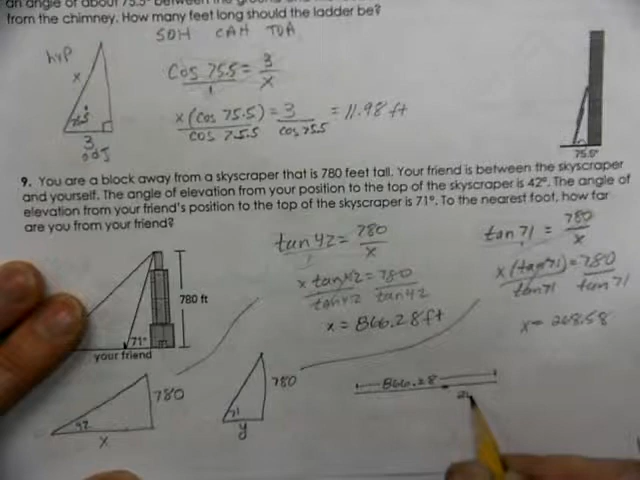 an angle of about 75.5° between the ground and
from the chimney. How many feet long should the ladder be?
SOH CAH TOA
hyp
x
75.5
3
adj
cos 75.5 = 3
1 x
x(cos 75.5) = 3 = 11.98 ft
cos 75.5 cos 75.5
75.5°
9. You are a block away from a skyscraper that is 780 feet tall. Your friend is between the skyscraper
and yourself. The angle of elevation from your position to the top of the skyscraper is 42°. The angle of
elevation from your friend's position to the top of the skyscraper is 71°. To the nearest foot, how far
are you from your friend?
780 ft
71°
your friend
tan 42 = 780
x
x tan 42 = 780
tan 42 tan 42
x = 866.28 ft
tan 71 = 780
x
x(tan 71) = 780
tan 71 tan 71
x = 268.58
780
42
x
780
71
y
866.28